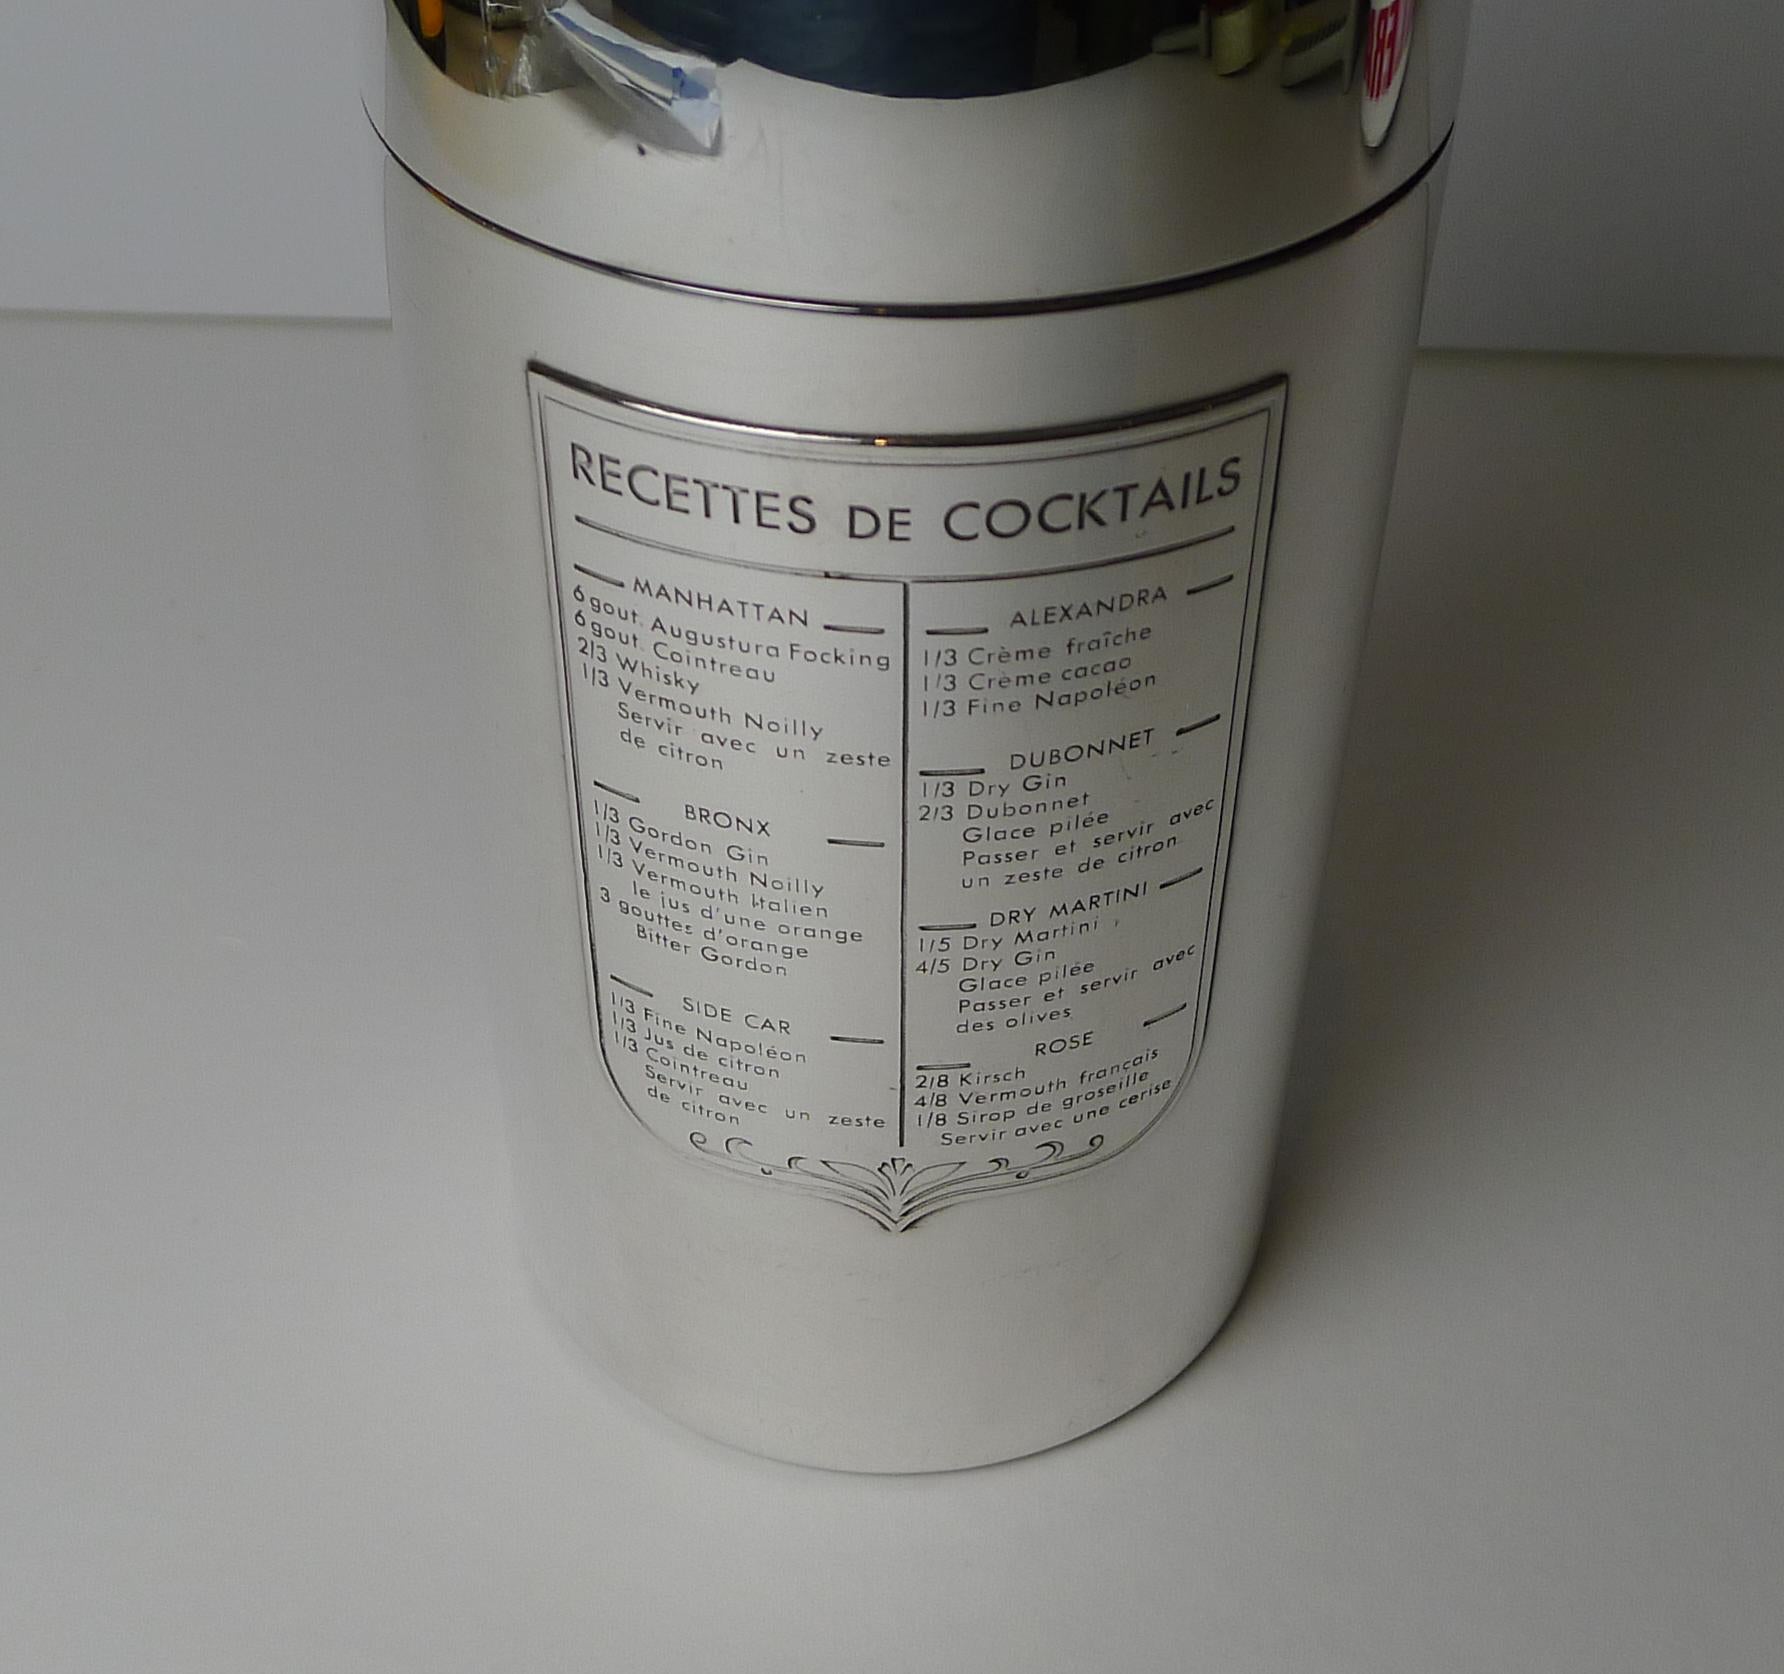 RECETTES DE COCKTAILS
MANHATTAN
6 gout. Augustura Focking
6 gout. Cointreau
2/3 Whisky
1/3 Vermouth Noilly
Servir avec un zeste
de citron
BRONX
1/3 Gordon Gin
1/3 Vermouth Noilly
1/3 Vermouth Italien
le jus d'une orange
3 gouttes d'orange
Bitter Gordon
SIDE CAR
1/3 Fine Napoléon
1/3 Jus de citron
1/3 Cointreau
Servir avec un zeste
de citron
ALEXANDRA
1/3 Crème fraîche
1/3 Crème cacao
1/3 Fine Napoléon
DUBONNET
1/3 Dry Gin
2/3 Dubonnet
Glace pilée
Passer et servir avec
un zeste de citron
DRY MARTINI
1/5 Dry Martini
4/5 Dry Gin
Glace pilée
Passer et servir avec
des olives
ROSE
2/8 Kirsch
4/8 Vermouth français
1/8 Sirop de groseille
Servir avec une cerise